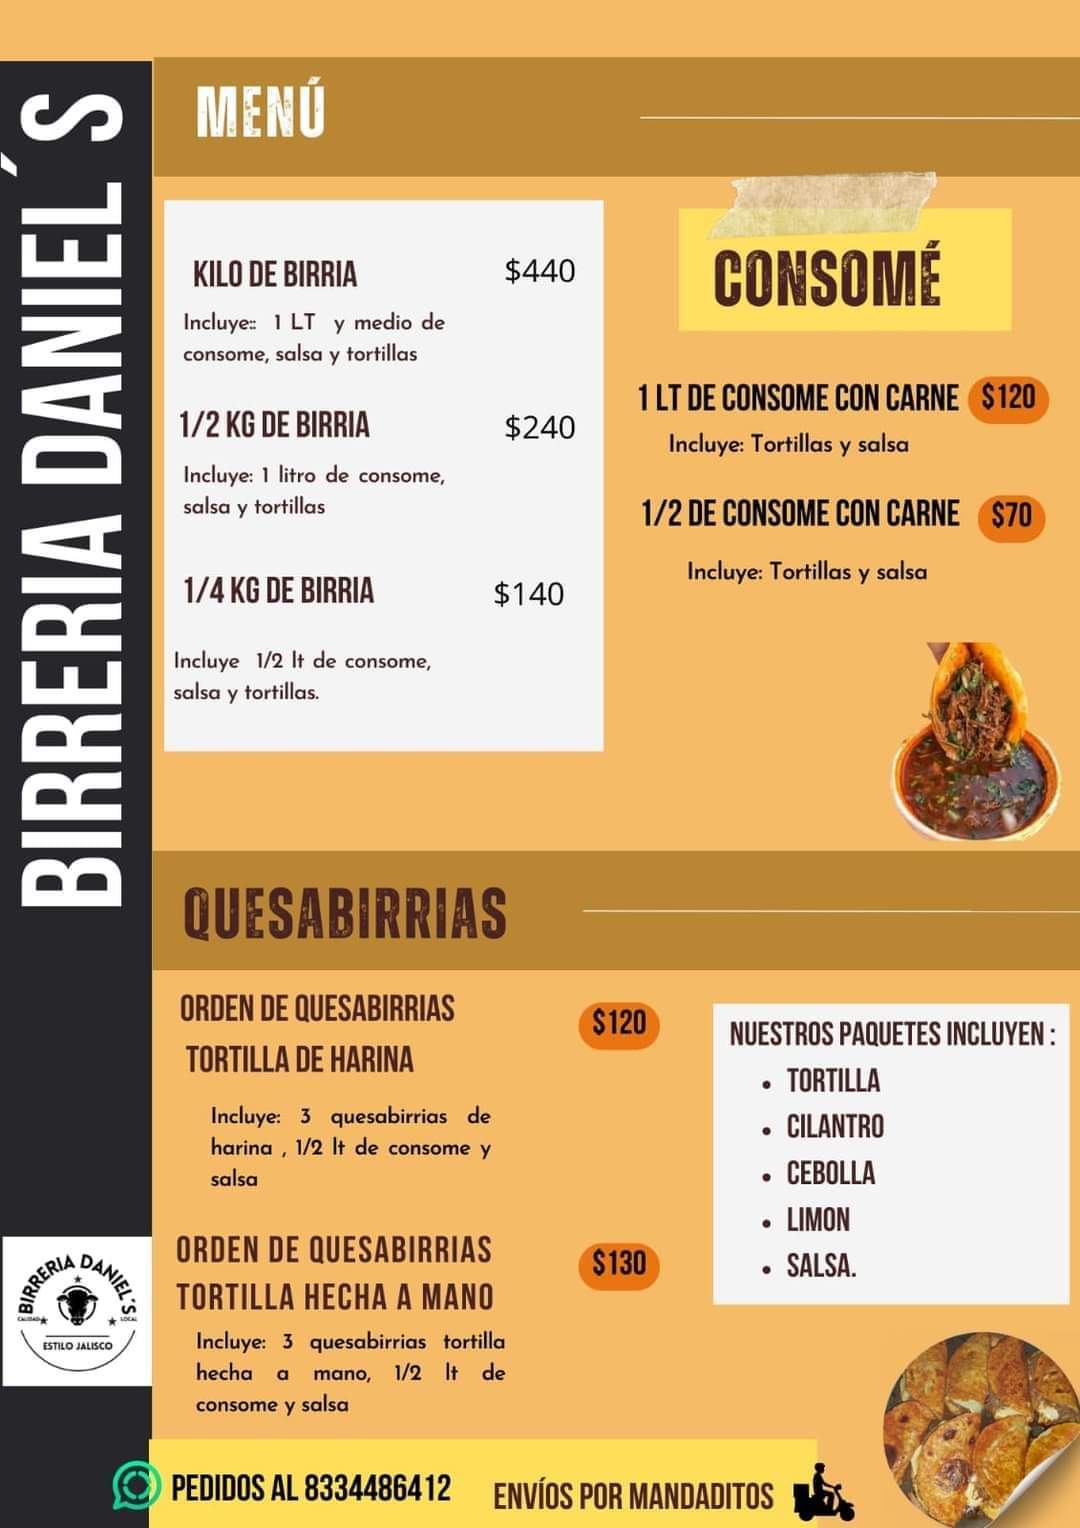 BIRRERIA DANIEL´S
MENÚ
KILO DE BIRRIA
$440
Incluye:: 1 LT y medio de
consome, salsa y tortillas
1/2 KG DE BIRRIA
$240
Incluye: 1 litro de consome,
salsa y tortillas
1/4 KG DE BIRRIA
$140
Incluye 1/2 lt de consome,
salsa y tortillas.
CONSOMÉ
1 LT DE CONSOME CON CARNE $120
Incluye: Tortillas y salsa
1/2 DE CONSOME CON CARNE $70
Incluye: Tortillas y salsa
QUESABIRRIAS
ORDEN DE QUESABIRRIAS
TORTILLA DE HARINA
$120
Incluye: 3 quesabirrias de
harina , 1/2 lt de consome y
salsa
ORDEN DE QUESABIRRIAS
TORTILLA HECHA A MANO
$130
Incluye: 3 quesabirrias tortilla
hecha a mano, 1/2 lt de
consome y salsa
NUESTROS PAQUETES INCLUYEN :
• TORTILLA
• CILANTRO
• CEBOLLA
• LIMON
• SALSA.
BIRRERIA DANIEL´S
CALIDAD
LOCAL
ESTILO JALISCO
PEDIDOS AL 8334486412
ENVÍOS POR MANDADITOS